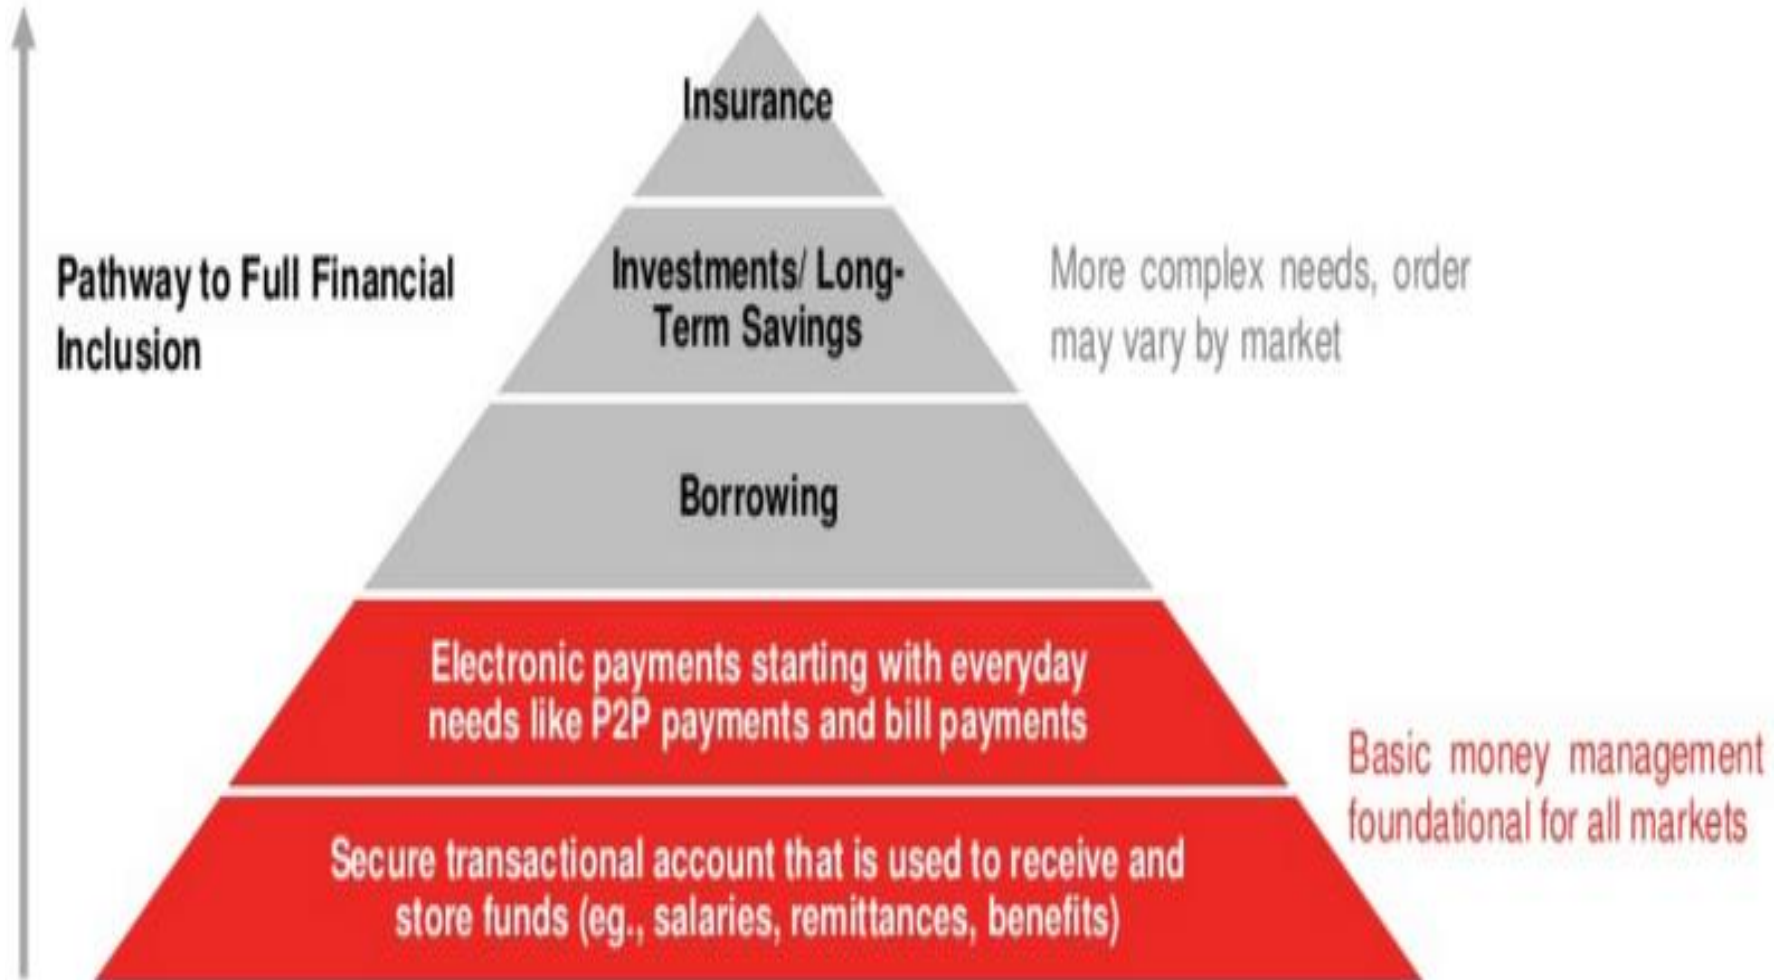 Insurance
Pathway to Full Financial
Inclusion
Investments/ Long-
Term Savings
More complex needs, order
may vary by market
Borrowing
Electronic payments starting with everyday
needs like P2P payments and bill payments
Basic money management
foundational for all markets
Secure transactional account that is used to receive and
store funds (eg., salaries, remittances, benefits)